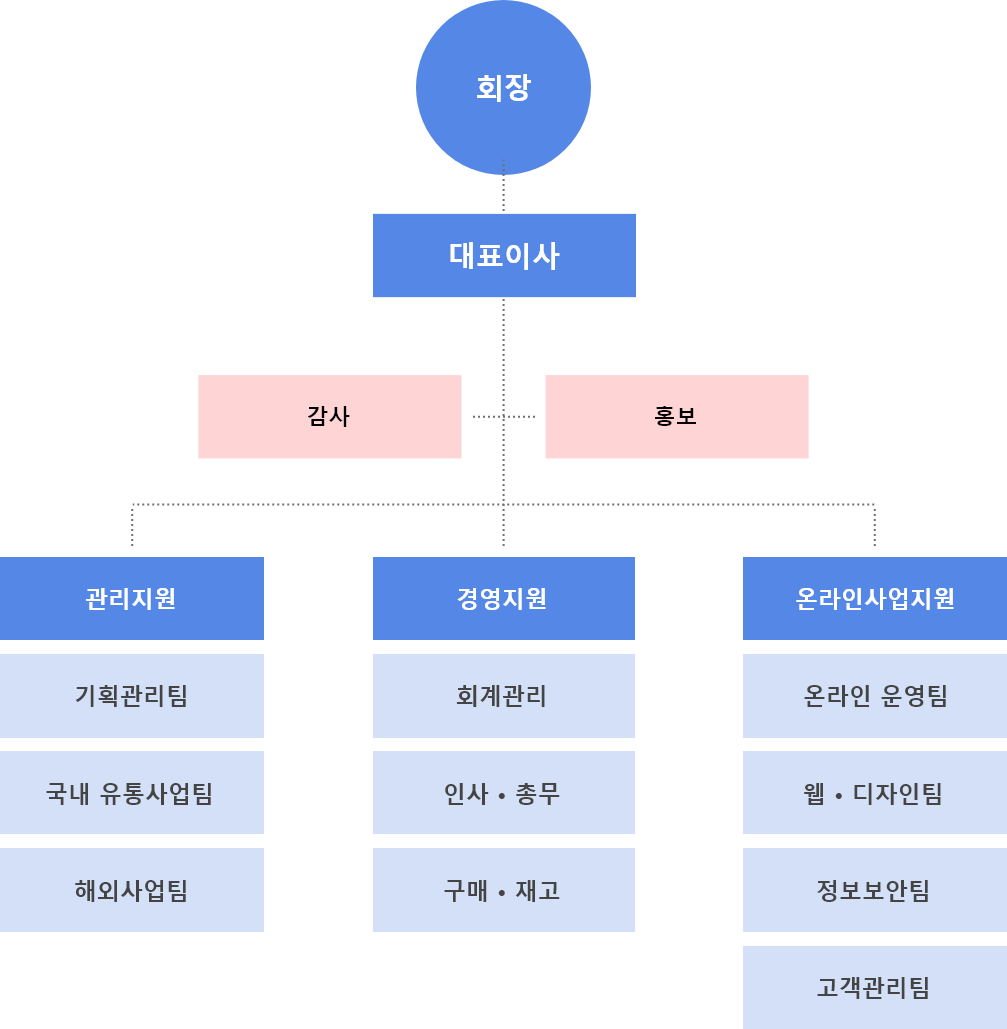 회장
대표이사
감사
홍보
관리지원
기획관리팀
국내 유통사업팀
해외사업팀
경영지원
회계관리
인사 • 총무
구매 • 재고
온라인사업지원
온라인 운영팀
웹 • 디자인팀
정보보안팀
고객관리팀